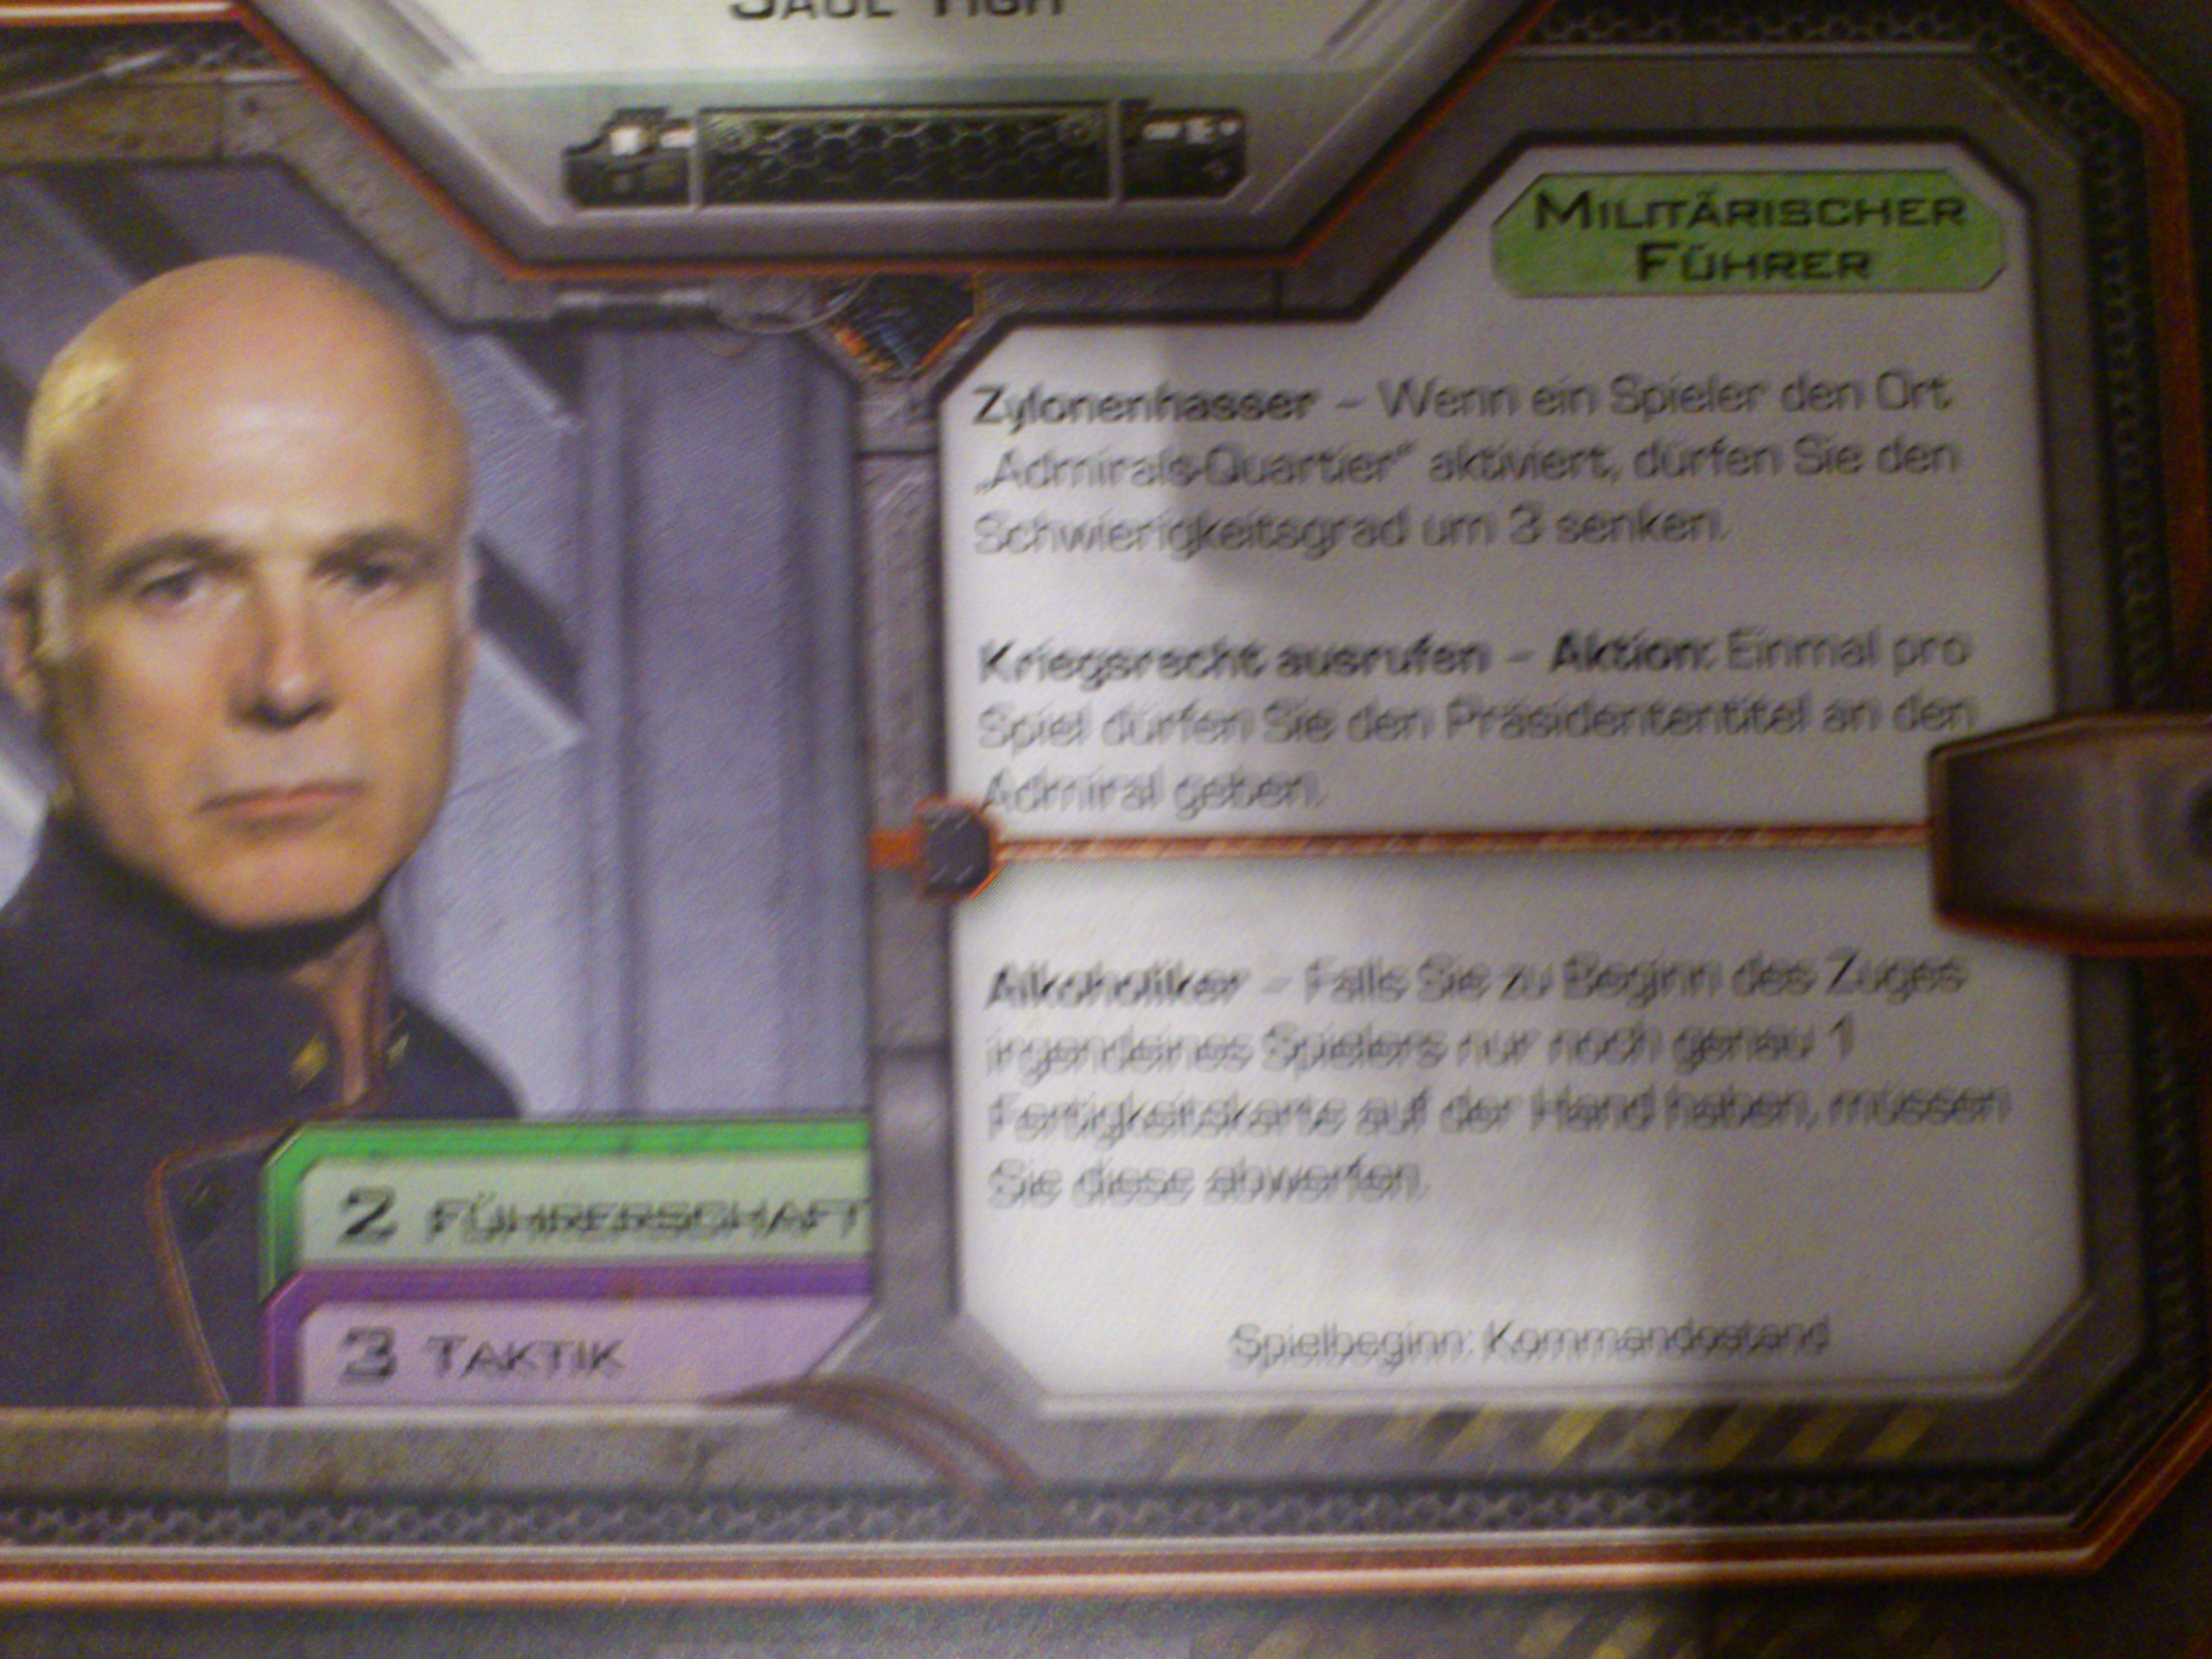 SAUL TIGH
MILITÄRISCHER
FÜHRER
Zylonenhasser – Wenn ein Spieler den Ort
„Admirals-Quartier“ aktiviert, dürfen Sie den
Schwierigkeitsgrad um 3 senken.
Kriegsrecht ausrufen – Aktion: Einmal pro
Spiel dürfen Sie den Präsidententitel an den
Admiral geben.
Alkoholiker – Falls Sie zu Beginn des Zuges
irgendeines Spielers nur noch genau 1
Fertigkeitskarte auf der Hand haben, müssen
Sie diese abwerfen.
Spielbeginn: Kommandostand
2 FÜHRERSCHAFT
3 TAKTIK